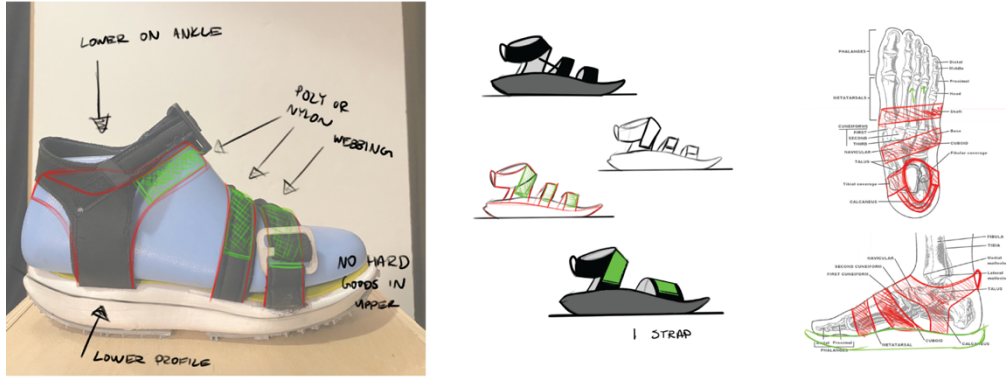 LOWER ON ANKLE
POLY OR
NYLON
WEBBING
NO HARD
GOODS IN
UPPER
LOWER PROFILE
1 STRAP
PHALANGES
Distal
Middle
Proximal
Head
METATARSALS
Shaft
Base
CUNEIFORMS
FIRST
SECOND
THIRD
CUBOID
NAVICULAR
TALUS
Fibular coverage
Tibial coverage
CALCANEUS
FIBULA
TIBIA
NAVICULAR
SECOND CUNEIFORM
FIRST CUNEIFORM
Medial
malleolus
Lateral
malleolus
TALUS
Distal Proximal
PHALANGES
METATARSAL
CUBOID
CALCANEUS